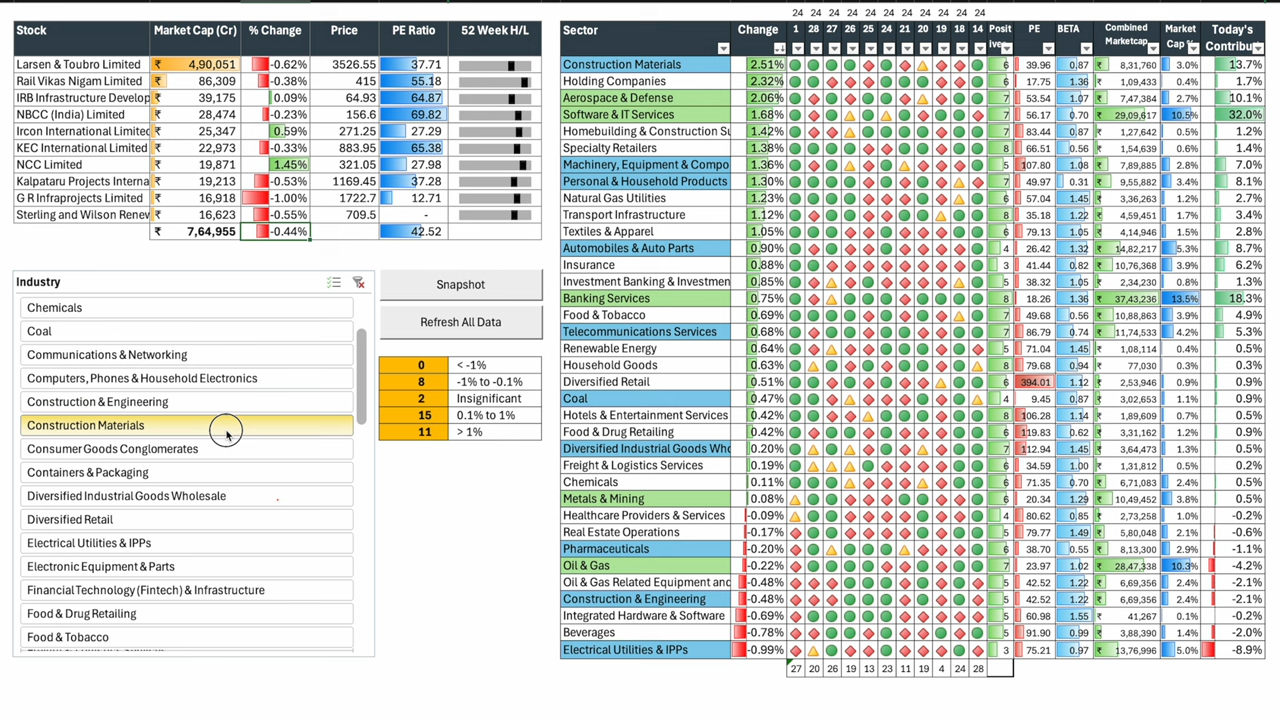 Stock Market Cap (Cr) % Change Price PE Ratio 52 Week H/L
Larsen & Toubro Limited ₹ 4,90,051 -0.62% 3526.55 37.71
Rail Vikas Nigam Limited ₹ 86,309 -0.38% 415 55.18
IRB Infrastructure Develop ₹ 39,175 0.09% 64.93 64.87
NBCC (India) Limited ₹ 28,474 -0.23% 156.6 69.82
Ircon International Limited ₹ 25,347 0.59% 271.25 27.29
KEC International Limited ₹ 22,973 -0.33% 883.95 65.38
NCC Limited ₹ 19,871 1.45% 321.05 27.98
Kalpataru Projects Interna ₹ 19,213 -0.53% 1169.45 37.28
G R Infraprojects Limited ₹ 16,918 -1.00% 1722.7 12.71
Sterling and Wilson Renew ₹ 16,623 -0.55% 709.5 -
₹ 7,64,955 -0.44% 42.52
Industry
Chemicals
Coal
Communications & Networking
Computers, Phones & Household Electronics
Construction & Engineering
Construction Materials
Consumer Goods Conglomerates
Containers & Packaging
Diversified Industrial Goods Wholesale
Diversified Retail
Electrical Utilities & IPPs
Electronic Equipment & Parts
Financial Technology (Fintech) & Infrastructure
Food & Drug Retailing
Food & Tobacco
Snapshot
Refresh All Data
0 < -1%
8 -1% to -0.1%
2 Insignificant
15 0.1% to 1%
11 > 1%
24 24 24 24 24 24 24 24 24 24 24
Sector Change 1 28 27 26 25 24 21 20 19 18 14 Posit ives PE BETA Combined Marketcap Market Cap % Today's Contribu
Construction Materials 2.51% 6 39.96 0.87 ₹ 8,31,760 3.0% 13.7%
Holding Companies 2.32% 6 17.75 1.36 ₹ 1,09,433 0.4% 1.7%
Aerospace & Defense 2.06% 7 53.54 1.07 ₹ 7,47,384 2.7% 10.1%
Software & IT Services 1.68% 7 56.17 0.70 ₹ 29,09,617 10.5% 32.0%
Homebuilding & Construction Su 1.42% 7 83.44 0.87 ₹ 1,27,642 0.5% 1.2%
Specialty Retailers 1.38% 8 66.51 0.56 ₹ 1,54,639 0.6% 1.4%
Machinery, Equipment & Compo 1.36% 5 107.80 1.08 ₹ 7,89,885 2.8% 7.0%
Personal & Household Products 1.30% 7 49.97 0.31 ₹ 9,55,882 3.4% 8.1%
Natural Gas Utilities 1.23% 6 57.04 1.45 ₹ 3,36,263 1.2% 2.7%
Transport Infrastructure 1.12% 8 35.18 1.22 ₹ 4,59,451 1.7% 3.4%
Textiles & Apparel 1.05% 6 79.13 1.05 ₹ 4,14,946 1.5% 2.8%
Automobiles & Auto Parts 0.90% 4 26.42 1.32 ₹ 14,82,217 5.3% 8.7%
Insurance 0.88% 3 41.44 0.82 ₹ 10,76,368 3.9% 6.2%
Investment Banking & Investmen 0.85% 5 38.32 1.05 ₹ 2,34,230 0.8% 1.3%
Banking Services 0.75% 8 18.26 1.36 ₹ 37,43,236 13.5% 18.3%
Food & Tobacco 0.69% 7 49.68 0.56 ₹ 10,88,863 3.9% 4.9%
Telecommunications Services 0.68% 7 86.79 0.74 ₹ 11,74,533 4.2% 5.3%
Renewable Energy 0.64% 5 71.04 1.45 ₹ 1,08,114 0.4% 0.5%
Household Goods 0.63% 8 79.68 0.94 ₹ 77,030 0.3% 0.3%
Diversified Retail 0.51% 6 394.01 1.12 ₹ 2,53,946 0.9% 0.9%
Coal 0.42% 4 9.45 0.87 ₹ 3,02,653 1.1% 0.9%
Hotels & Entertainment Services 0.42% 8 106.28 1.14 ₹ 1,89,609 0.7% 0.5%
Food & Drug Retailing 0.42% 6 119.83 0.62 ₹ 3,31,162 1.2% 0.9%
Diversified Industrial Goods Who 0.20% 7 112.94 1.45 ₹ 3,64,473 1.3% 0.5%
Freight & Logistics Services 0.19% 6 34.59 1.00 ₹ 1,31,812 0.5% 0.2%
Chemicals 0.11% 6 71.35 0.70 ₹ 6,71,083 2.4% 0.5%
Metals & Mining 0.08% 6 20.34 1.29 ₹ 10,49,452 3.8% 0.5%
Healthcare Providers & Services -0.09% 4 80.62 0.85 ₹ 2,73,258 1.0% -0.2%
Real Estate Operations -0.17% 5 79.77 1.49 ₹ 5,80,048 2.1% -0.6%
Pharmaceuticals -0.20% 6 38.70 0.55 ₹ 8,13,300 2.9% -1.1%
Oil & Gas -0.22% 7 23.97 1.02 ₹ 28,47,338 10.3% -4.2%
Oil & Gas Related Equipment and -0.48% 5 42.52 1.22 ₹ 6,69,356 2.4% -2.1%
Construction & Engineering -0.48% 5 42.52 1.22 ₹ 6,69,356 2.4% -2.1%
Integrated Hardware & Software -0.69% 6 60.98 1.55 ₹ 41,267 0.1% -0.2%
Beverages -0.78% 5 91.90 0.99 ₹ 3,88,390 1.4% -2.0%
Electrical Utilities & IPPs -0.99% 3 75.21 0.97 ₹ 13,76,996 5.0% -8.9%
27 20 26 19 13 23 11 19 4 24 28